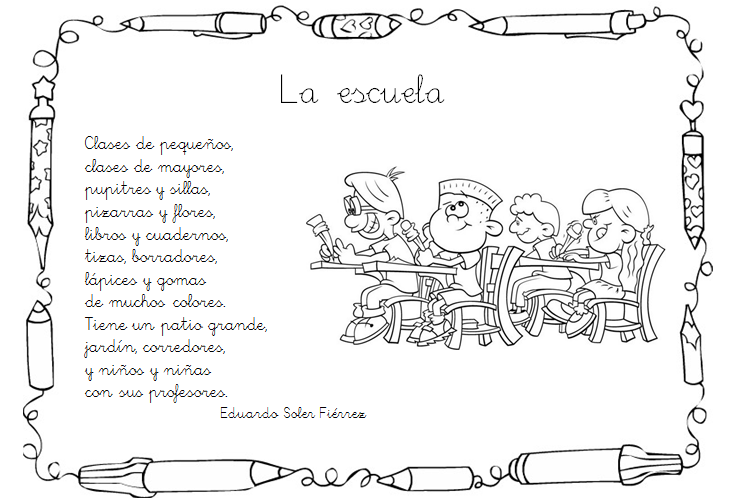 La escuela
Clases de pequeños,
clases de mayores,
pupitres y sillas,
pizarras y flores,
libros y cuadernos,
tizas, borradores,
lápices y gomas
de muchos colores.
Tiene un patio grande,
jardín, corredores,
y niños y niñas
con sus profesores.
Eduardo Soler Fiérrez